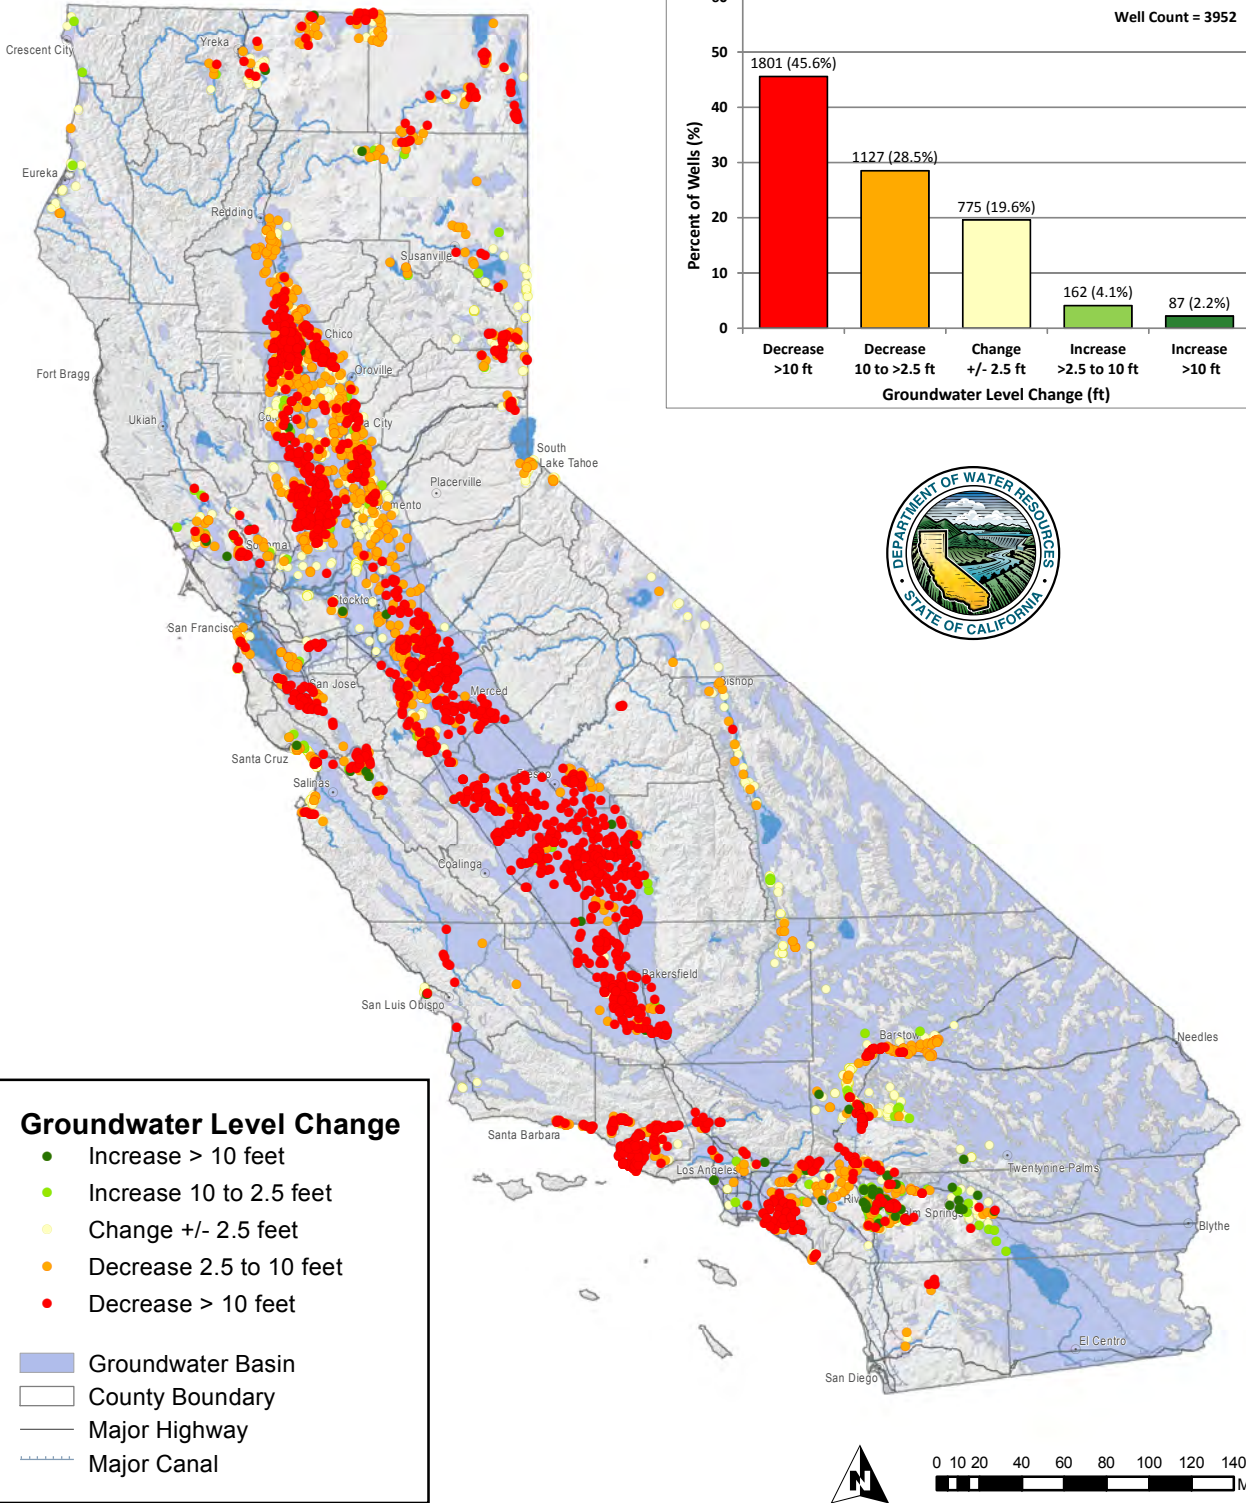 Well Count = 3952
50
40
30
20
10
0
Percent of Wells (%)
1801 (45.6%)
1127 (28.5%)
775 (19.6%)
162 (4.1%)
87 (2.2%)
Decrease
>10 ft
Decrease
10 to >2.5 ft
Change
+/- 2.5 ft
Increase
>2.5 to 10 ft
Increase
>10 ft
Groundwater Level Change (ft)
DEPARTMENT OF WATER RESOURCES
STATE OF CALIFORNIA
Crescent City
Yreka
Eureka
Redding
Susanville
Chico
Fort Bragg
Oroville
Ukiah
City
South
Lake Tahoe
Placerville
San Francisco
San Jose
Merced
Bishop
Santa Cruz
Salinas
Coalinga
Bakersfield
San Luis Obispo
Barstow
Needles
Santa Barbara
Los Angeles
Twentynine Palms
Springs
Blythe
El Centro
San Diego
Groundwater Level Change
Increase > 10 feet
Increase 10 to 2.5 feet
Change +/- 2.5 feet
Decrease 2.5 to 10 feet
Decrease > 10 feet
Groundwater Basin
County Boundary
Major Highway
Major Canal
N
0 10 20 40 60 80 100 120 140